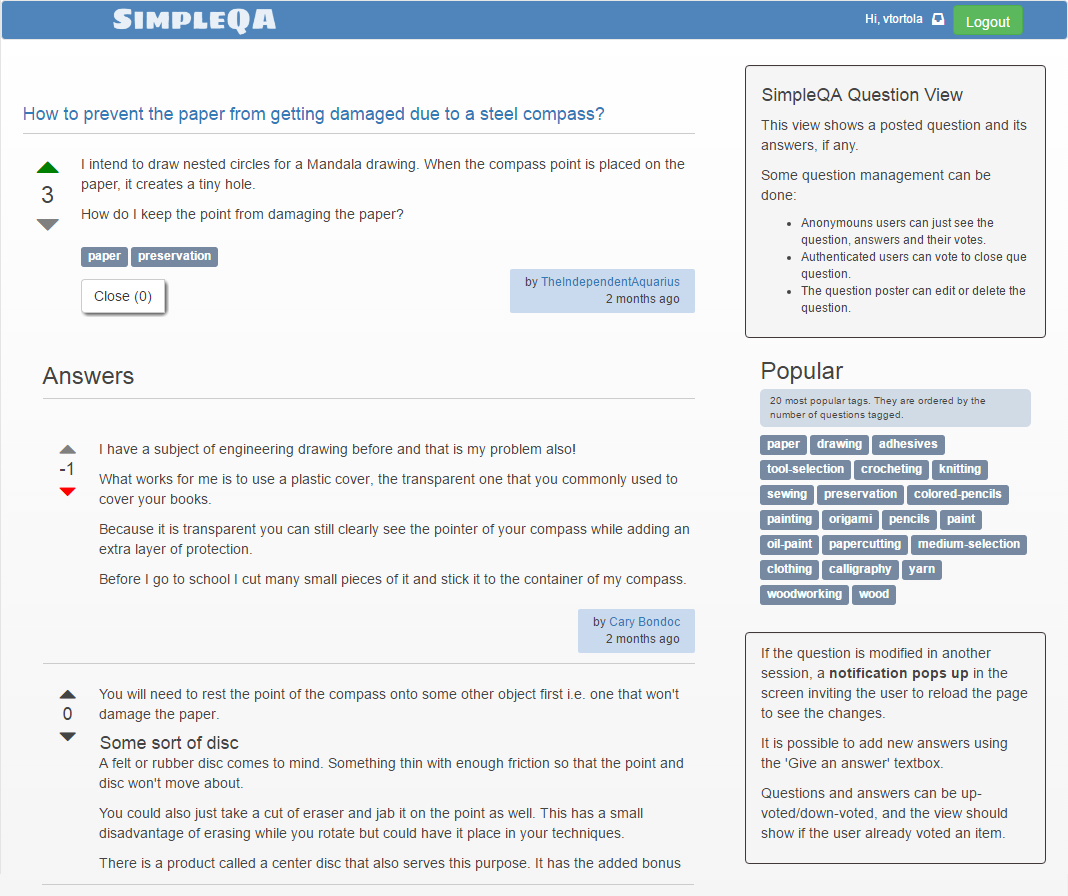 SimpleQA
Hi, vtortola
Logout
How to prevent the paper from getting damaged due to a steel compass?
I intend to draw nested circles for a Mandala drawing. When the compass point is placed on the
paper, it creates a tiny hole.
3
How do I keep the point from damaging the paper?
paper preservation
Close (0)
by TheIndependentAquarius
2 months ago
Answers
I have a subject of engineering drawing before and that is my problem also!
-1
What works for me is to use a plastic cover, the transparent one that you commonly used to
cover your books.
Because it is transparent you can still clearly see the pointer of your compass while adding an
extra layer of protection.
Before I go to school I cut many small pieces of it and stick it to the container of my compass.
by Cary Bondoc
2 months ago
You will need to rest the point of the compass onto some other object first i.e. one that won't
damage the paper.
0
Some sort of disc
A felt or rubber disc comes to mind. Something thin with enough friction so that the point and
disc won't move about.
You could also just take a cut of eraser and jab it on the point as well. This has a small
disadvantage of erasing while you rotate but could have it place in your techniques.
There is a product called a center disc that also serves this purpose. It has the added bonus
SimpleQA Question View
This view shows a posted question and its
answers, if any.
Some question management can be
done:
• Anonymouns users can just see the
question, answers and their votes.
• Authenticated users can vote to close que
question.
• The question poster can edit or delete the
question.
Popular
20 most popular tags. They are ordered by the
number of questions tagged.
paper drawing adhesives
tool-selection crocheting knitting
sewing preservation colored-pencils
painting origami pencils paint
oil-paint papercutting medium-selection
clothing calligraphy yarn
woodworking wood
If the question is modified in another
session, a notification pops up in the
screen inviting the user to reload the page
to see the changes.
It is possible to add new answers using
the 'Give an answer' textbox.
Questions and answers can be up-
voted/down-voted, and the view should
show if the user already voted an item.